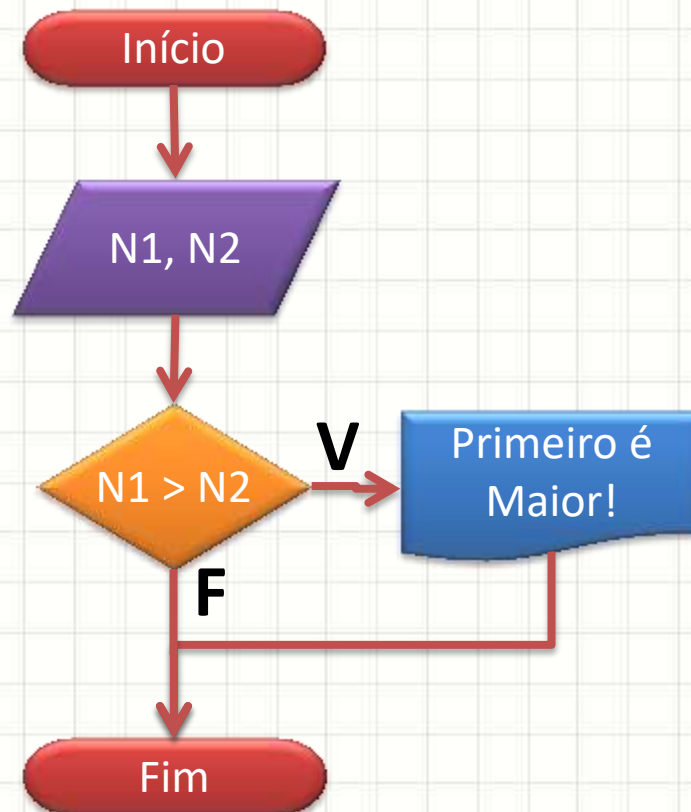 Início
N1, N2
N1 > N2
V
Primeiro é
Maior!
F
Fim